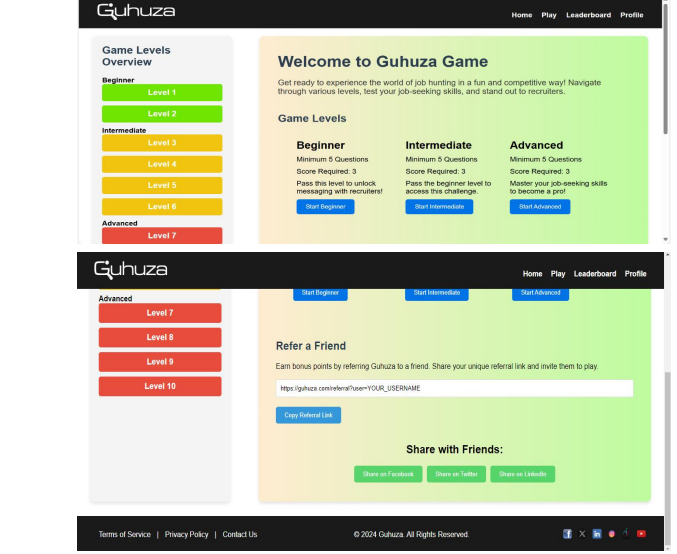 Guhuza
Home Play Leaderboard Profile
Game Levels
Overview
Beginner
Level 1
Level 2
Intermediate
Level 3
Level 4
Level 5
Level 6
Advanced
Level 7
Welcome to Guhuza Game
Get ready to experience the world of job hunting in a fun and competitive way! Navigate
through various levels, test your job-seeking skills, and stand out to recruiters.
Game Levels
Beginner
Minimum 5 Questions
Score Required: 3
Pass this level to unlock
messaging with recruiters!
Start Beginner
Intermediate
Minimum 5 Questions
Score Required: 3
Pass the beginner level to
access this challenge.
Start Intermediate
Advanced
Minimum 5 Questions
Score Required: 3
Master your job-seeking skills
to become a pro!
Start Advanced
Guhuza
Home Play Leaderboard Profile
Advanced
Level 7
Level 8
Level 9
Level 10
Start Beginner
Start Intermediate
Start Advanced
Refer a Friend
Earn bonus points by referring Guhuza to a friend. Share your unique referral link and invite them to play.
https://guhuza.com/referral?user=YOUR_USERNAME
Copy Referral Link
Share with Friends:
Share on Facebook
Share on Twitter
Share on LinkedIn
Terms of Service | Privacy Policy | Contact Us
© 2024 Guhuza. All Rights Reserved.